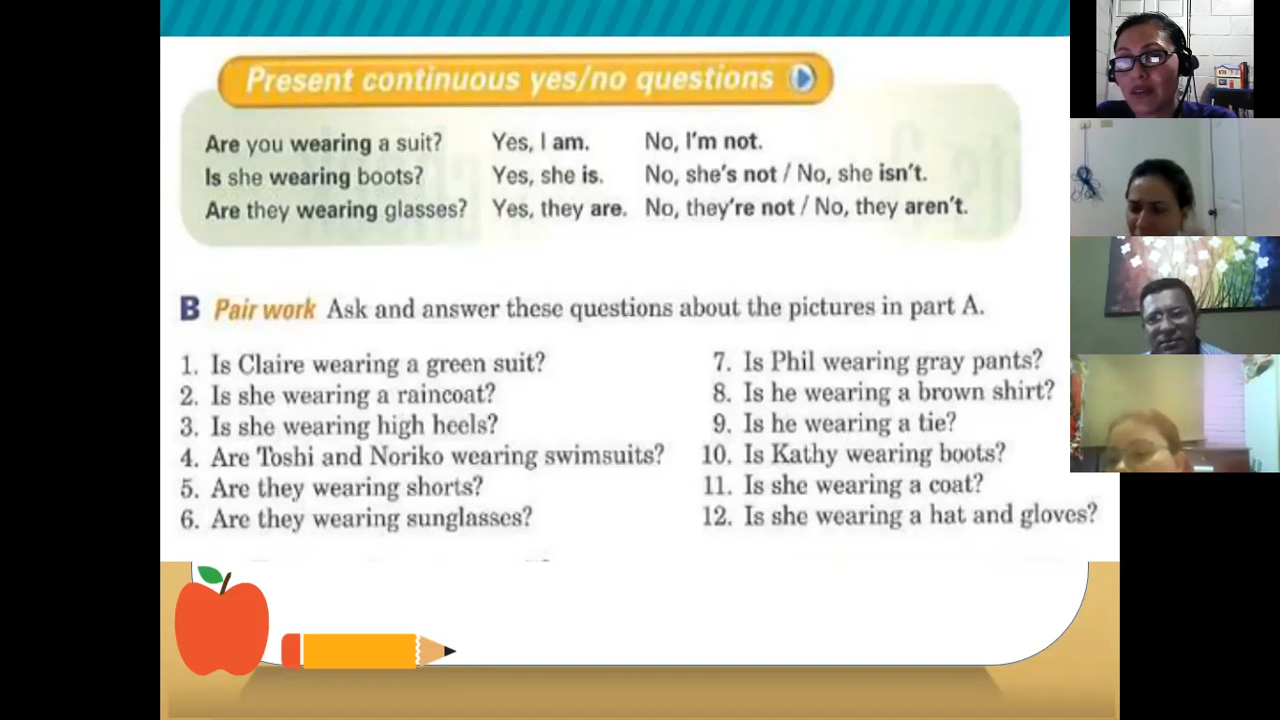 Present continuous yes/no questions
Are you wearing a suit? Yes, I am. No, I'm not.
Is she wearing boots? Yes, she is. No, she's not / No, she isn't.
Are they wearing glasses? Yes, they are. No, they're not / No, they aren't.
B Pair work Ask and answer these questions about the pictures in part A.
1. Is Claire wearing a green suit?
2. Is she wearing a raincoat?
3. Is she wearing high heels?
4. Are Toshi and Noriko wearing swimsuits?
5. Are they wearing shorts?
6. Are they wearing sunglasses?
7. Is Phil wearing gray pants?
8. Is he wearing a brown shirt?
9. Is he wearing a tie?
10. Is Kathy wearing boots?
11. Is she wearing a coat?
12. Is she wearing a hat and gloves?